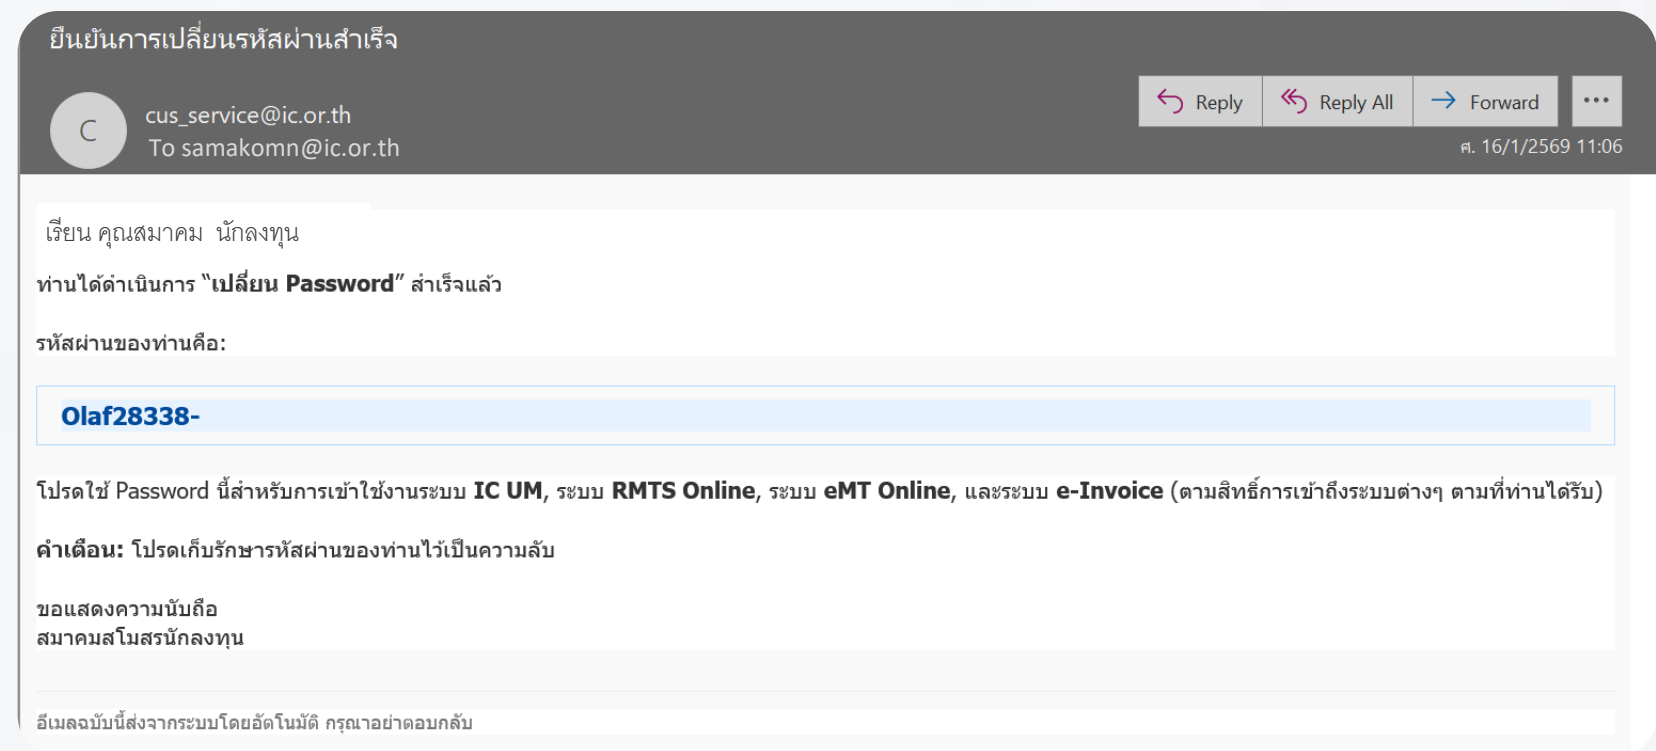 ยืนยันการเปลี่ยนรหัสผ่านสำเร็จ
C
cus_service@ic.or.th
To samakomn@ic.or.th
Reply
Reply All
Forward
...
ศ. 16/1/2569 11:06
เรียน คุณสมาคม นักลงทุน
ท่านได้ดำเนินการ “เปลี่ยน Password” สำเร็จแล้ว
รหัสผ่านของท่านคือ:
Olaf28338-
โปรดใช้ Password นี้สำหรับการเข้าใช้งานระบบ IC UM, ระบบ RMTS Online, ระบบ eMT Online, และระบบ e-Invoice (ตามสิทธิ์การเข้าถึงระบบต่างๆ ตามที่ท่านได้รับ)
คำเตือน: โปรดเก็บรักษารหัสผ่านของท่านไว้เป็นความลับ
ขอแสดงความนับถือ
สมาคมสโมสรนักลงทุน
อีเมลฉบับนี้ส่งจากระบบโดยอัตโนมัติ กรุณาอย่าตอบกลับ